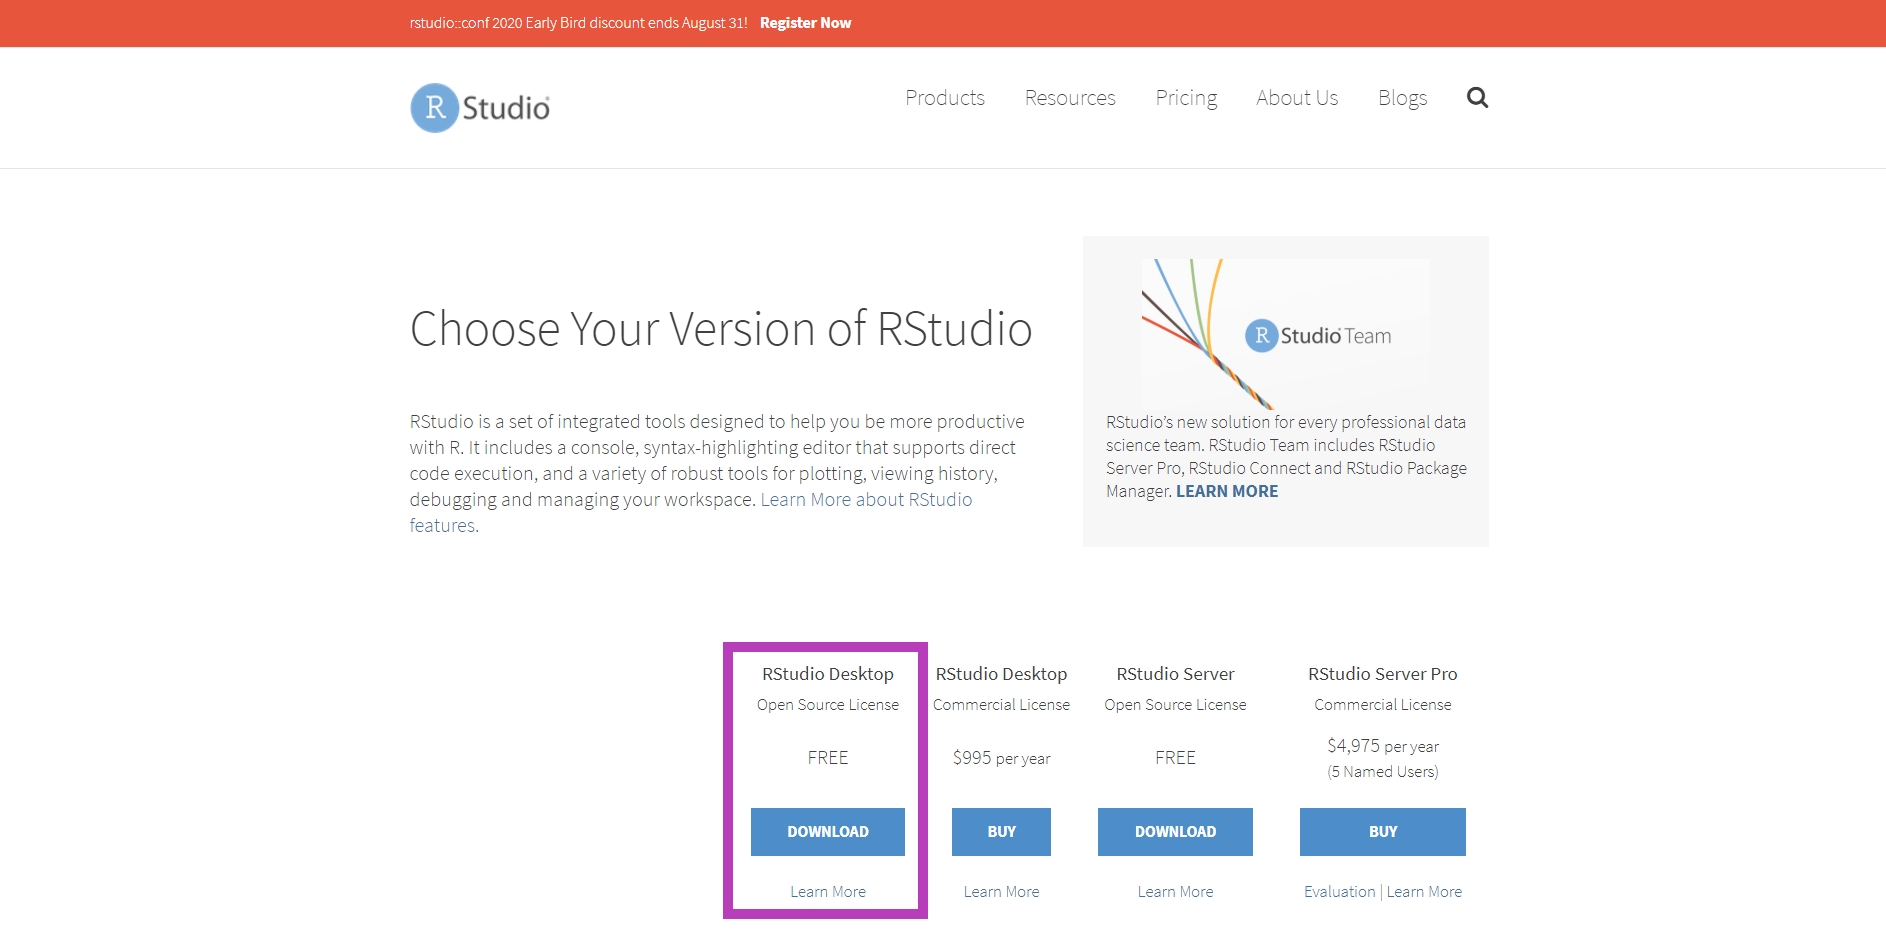 rstudio::conf 2020 Early Bird discount ends August 31! Register Now
R Studio
Products Resources Pricing About Us Blogs
Choose Your Version of RStudio
RStudio is a set of integrated tools designed to help you be more productive
with R. It includes a console, syntax-highlighting editor that supports direct
code execution, and a variety of robust tools for plotting, viewing history,
debugging and managing your workspace. Learn More about RStudio
features.
R Studio Team
RStudio’s new solution for every professional data
science team. RStudio Team includes RStudio
Server Pro, RStudio Connect and RStudio Package
Manager. LEARN MORE
RStudio Desktop
Open Source License
FREE
DOWNLOAD
Learn More
RStudio Desktop
Commercial License
$995 per year
BUY
Learn More
RStudio Server
Open Source License
FREE
DOWNLOAD
Learn More
RStudio Server Pro
Commercial License
$4,975 per year
(5 Named Users)
BUY
Evaluation | Learn More